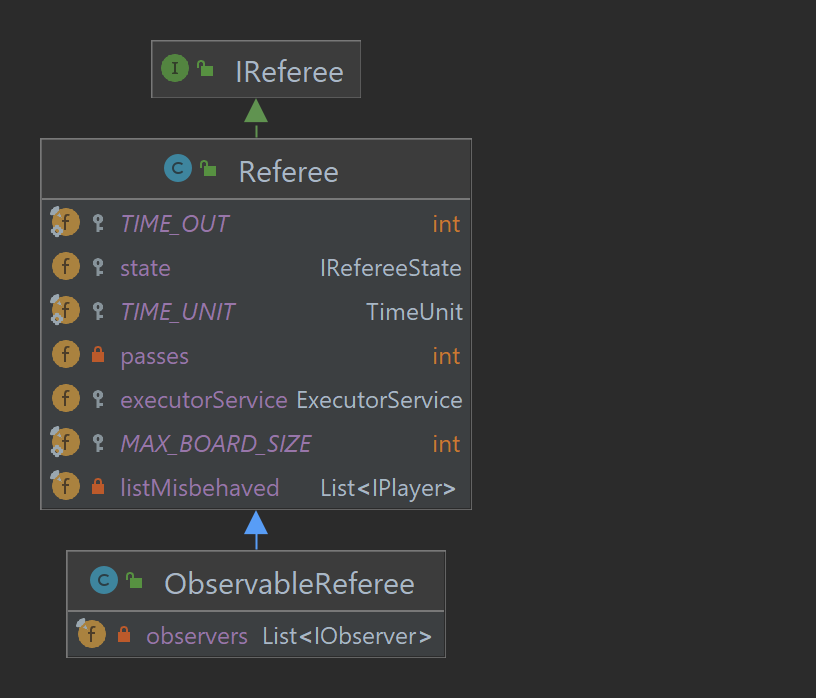 I IReferee
C Referee
f TIME_OUT int
f state IRefereeState
f TIME_UNIT TimeUnit
f passes int
f executorService ExecutorService
f MAX_BOARD_SIZE int
f listMisbehaved List<IPlayer>
C ObservableReferee
f observers List<IObserver>